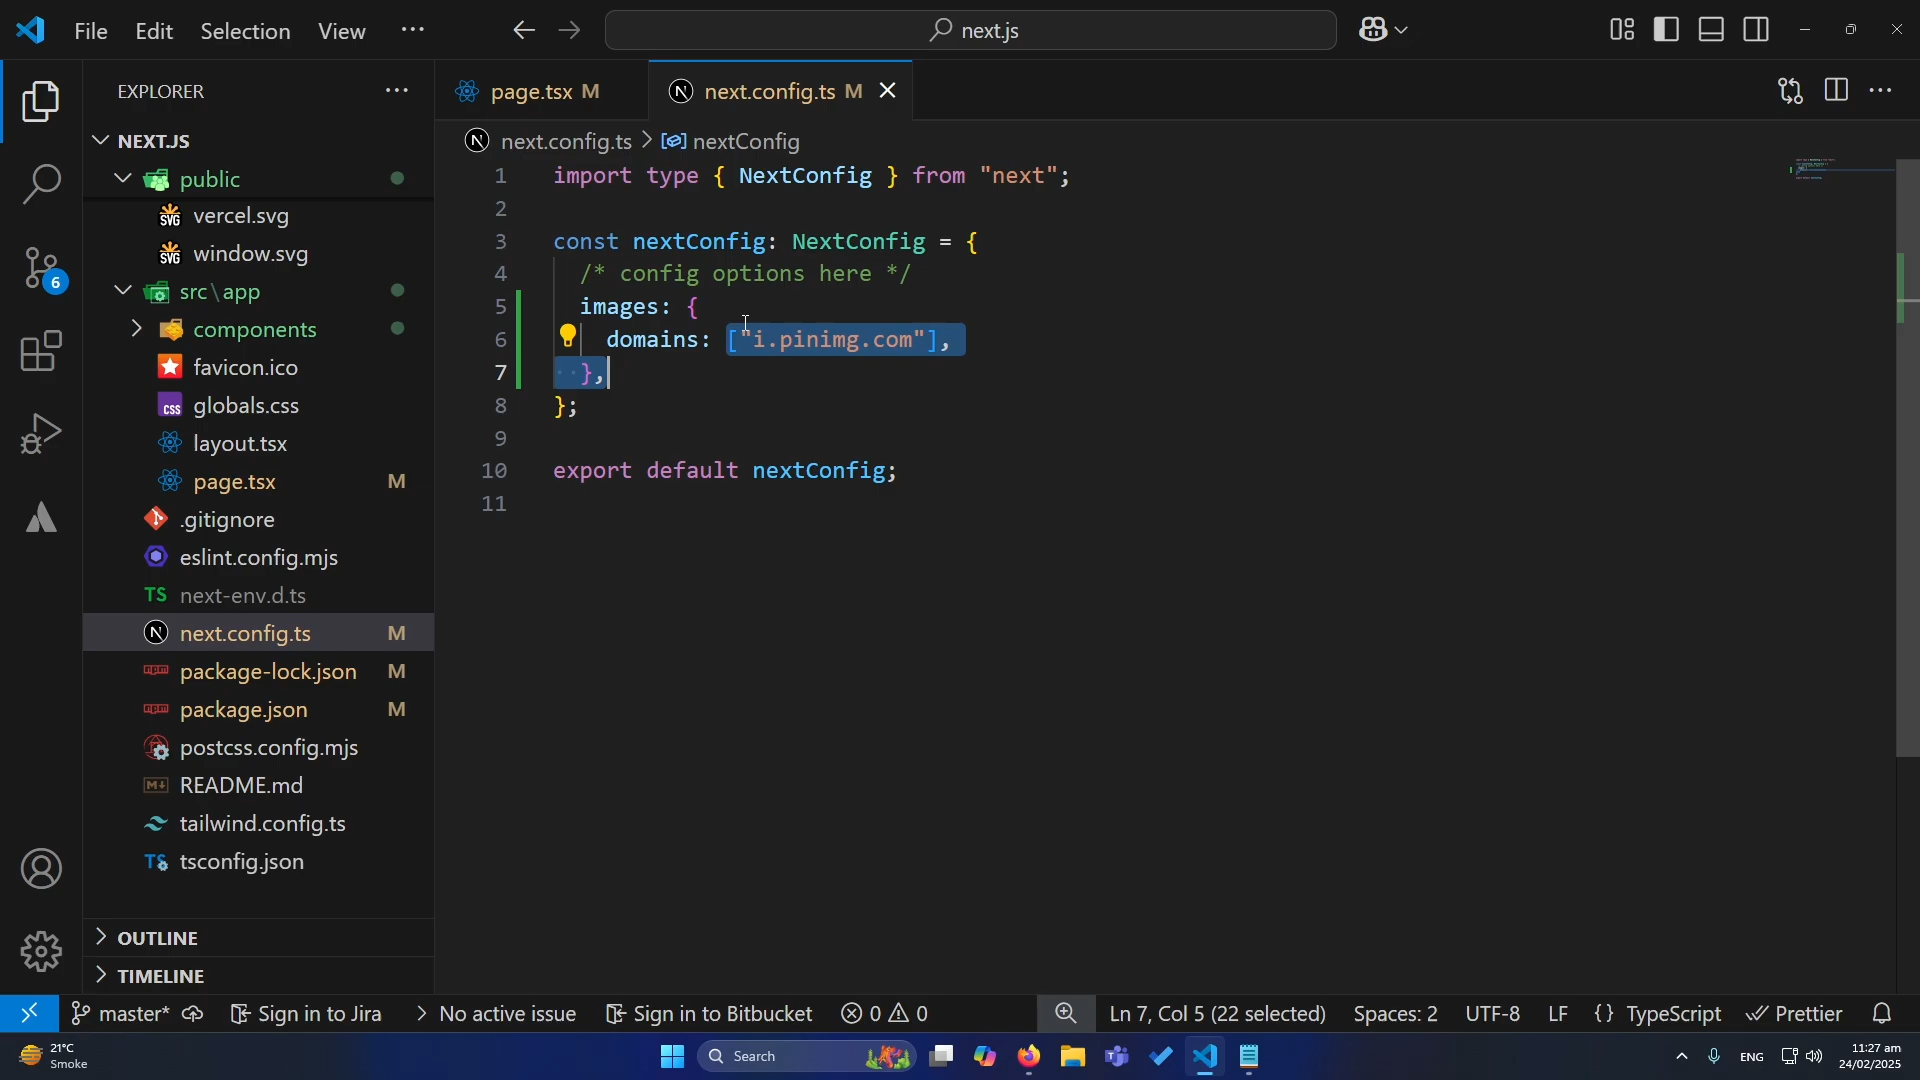 File Edit Selection View ···
next.js
EXPLORER ···
page.tsx M
next.config.ts M
next.config.ts > nextConfig
NEXT.JS
public
vercel.svg
window.svg
src\app
components
favicon.ico
globals.css
layout.tsx
page.tsx M
.gitignore
eslint.config.mjs
next-env.d.ts
next.config.ts M
package-lock.json M
package.json M
postcss.config.mjs
README.md
tailwind.config.ts
tsconfig.json
OUTLINE
TIMELINE
6
1 import type { NextConfig } from "next";
2
3 const nextConfig: NextConfig = {
4 /* config options here */
5 images: {
6 domains: ["i.pinimg.com"],
7 },
8 };
9
10 export default nextConfig;
11
master* Sign in to Jira > No active issue Sign in to Bitbucket 0 0 Ln 7, Col 5 (22 selected) Spaces: 2 UTF-8 LF {} TypeScript Prettier
21°C
Smoke
Search
ENG
11:27 am
24/02/2025